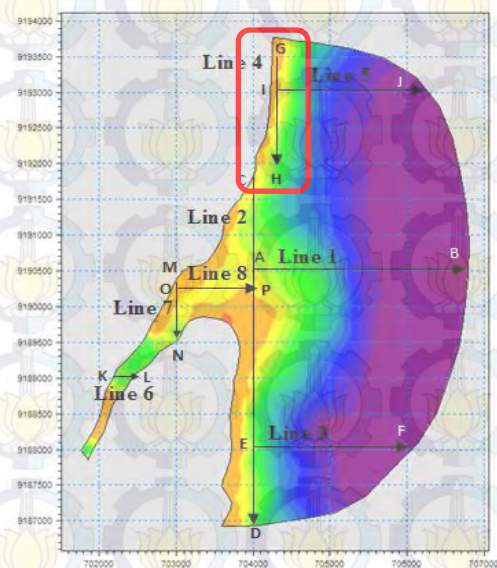 9194000
G
Line 4
9193500
I
Line 5
J
9193000
9192500
9192000
H
C
9191500
Line 2
9191000
A
Line 1
B
9190500
M
Line 8
O
P
Line 7
9190000
9189500
N
9189000
K
L
Line 6
9188500
E
Line 3
F
9188000
9187500
9187000
D
702000
703000
704000
705000
706000
707000